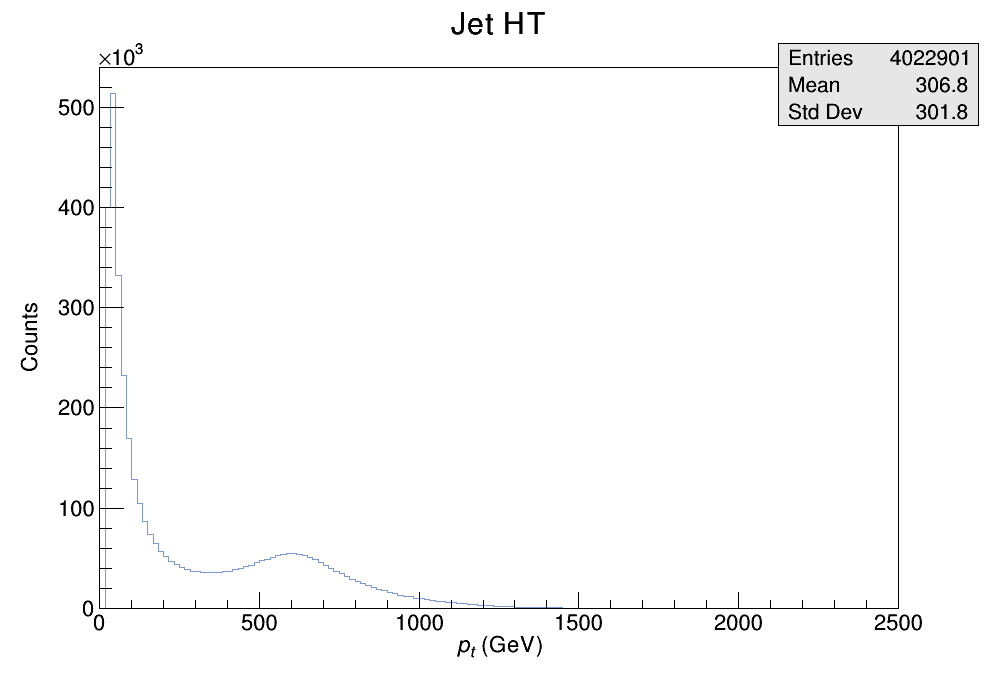 Jet HT
×10³
Entries 4022901
Mean 306.8
Std Dev 301.8
500
400
300
200
100
0
Counts
0 500 1000 1500 2000 2500
pₜ (GeV)